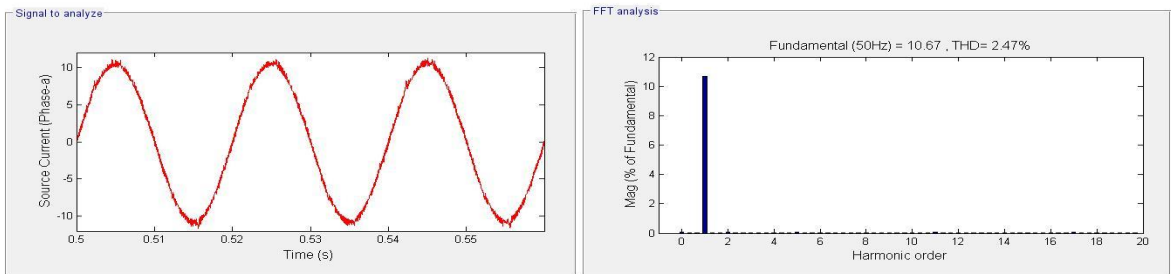 Signal to analyze
10
5
0
-5
-10
Source Current (Phase-a)
0.5 0.51 0.52 0.53 0.54 0.55
Time (s)
FFT analysis
Fundamental (50Hz) = 10.67 , THD= 2.47%
12
10
8
6
4
2
0
Mag (% of Fundamental)
0 2 4 6 8 10 12 14 16 18 20
Harmonic order